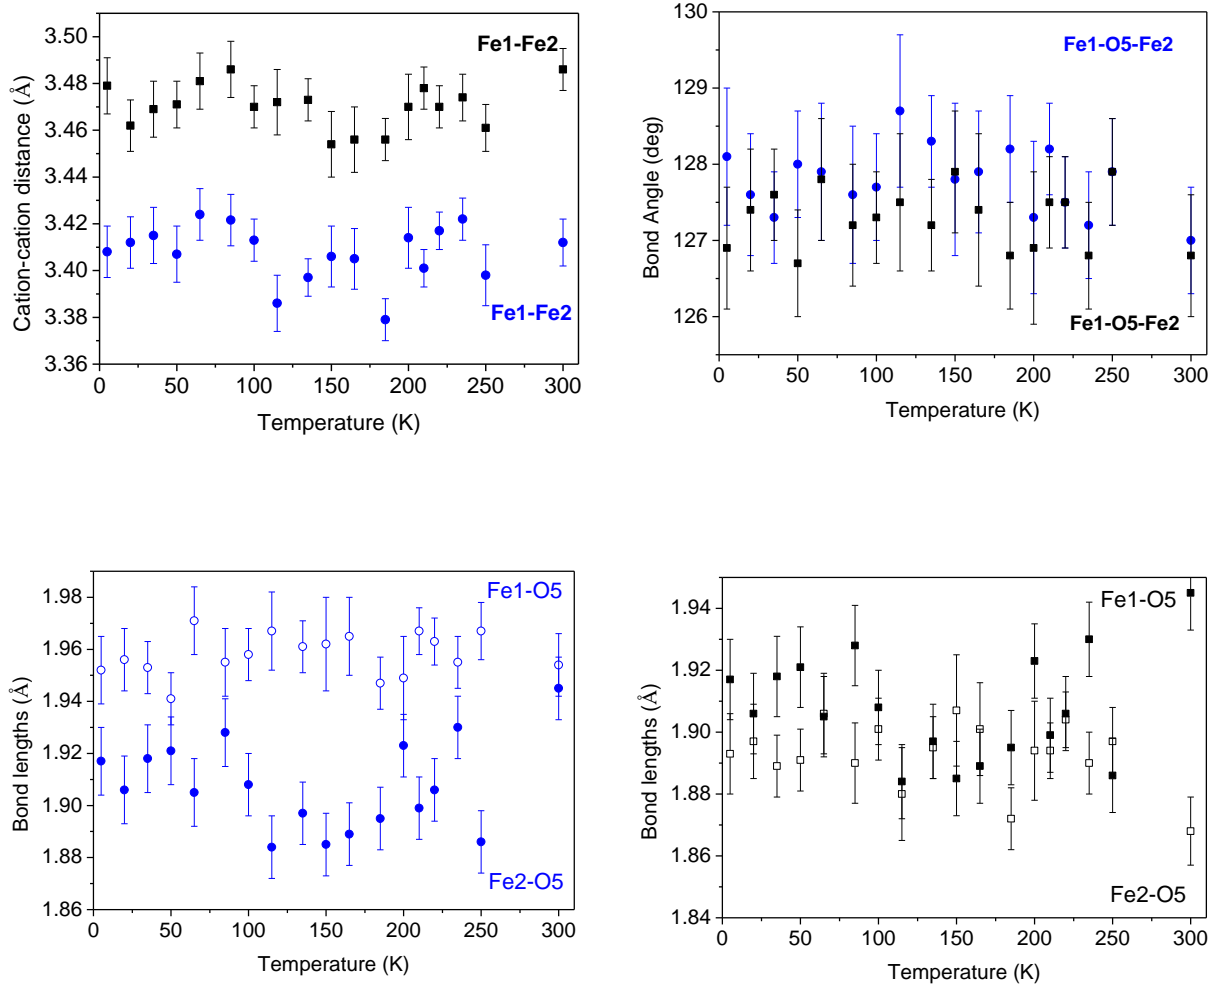 3.50
3.48
3.46
3.44
3.42
3.40
3.38
3.36
Cation-cation distance (Å)
Fe1-Fe2
Fe1-Fe2
0 50 100 150 200 250 300
Temperature (K)
130
129
128
127
126
Bond Angle (deg)
Fe1-O5-Fe2
Fe1-O5-Fe2
0 50 100 150 200 250 300
Temperature (K)
1.98
1.96
1.94
1.92
1.90
1.88
1.86
Bond lengths (Å)
Fe1-O5
Fe2-O5
0 50 100 150 200 250 300
Temperature (K)
1.94
1.92
1.90
1.88
1.86
1.84
Bond lengths (Å)
Fe1-O5
Fe2-O5
0 50 100 150 200 250 300
Temperature (K)